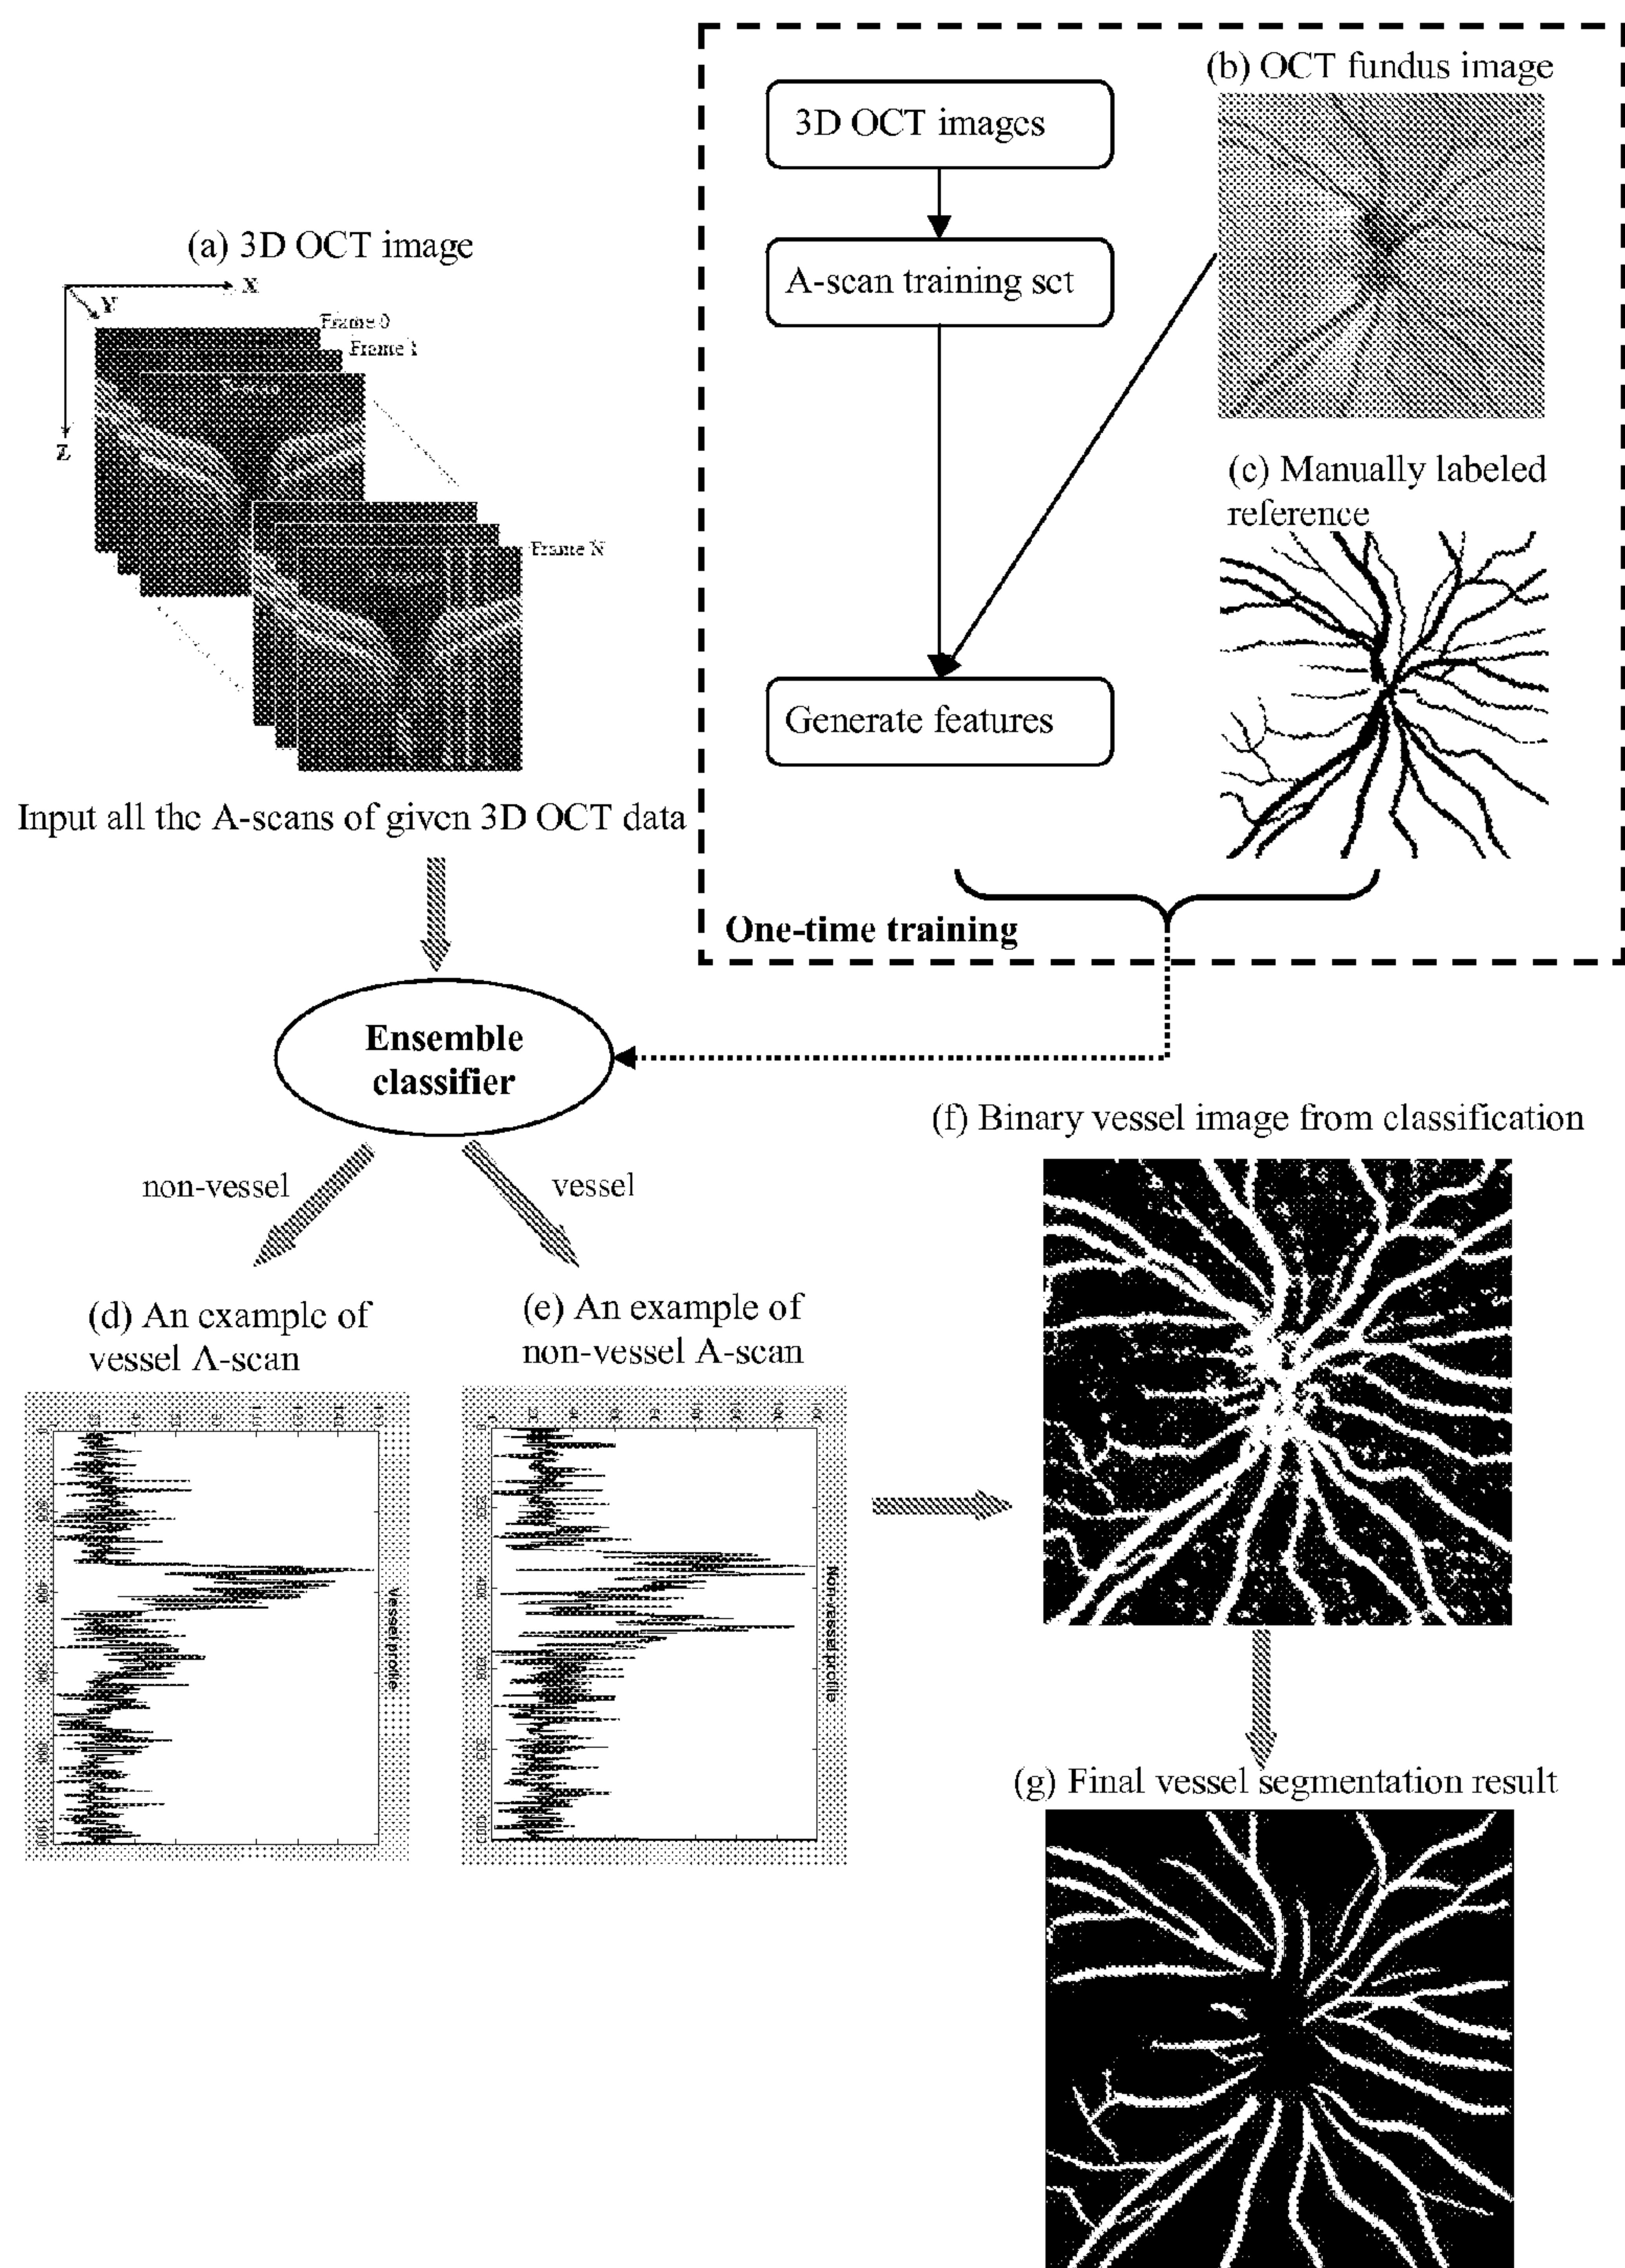 (b) OCT fundus image
3D OCT images
A-scan training set
(a) 3D OCT image
X
Y
Z
Frame 0
Frame 1
Frame N
(c) Manually labeled
reference
Generate features
Input all the A-scans of given 3D OCT data
One-time training
Ensemble
classifier
non-vessel
vessel
(f) Binary vessel image from classification
(d) An example of
vessel A-scan
(e) An example of
non-vessel A-scan
Vessel profile
Non-vessel profile
(g) Final vessel segmentation result